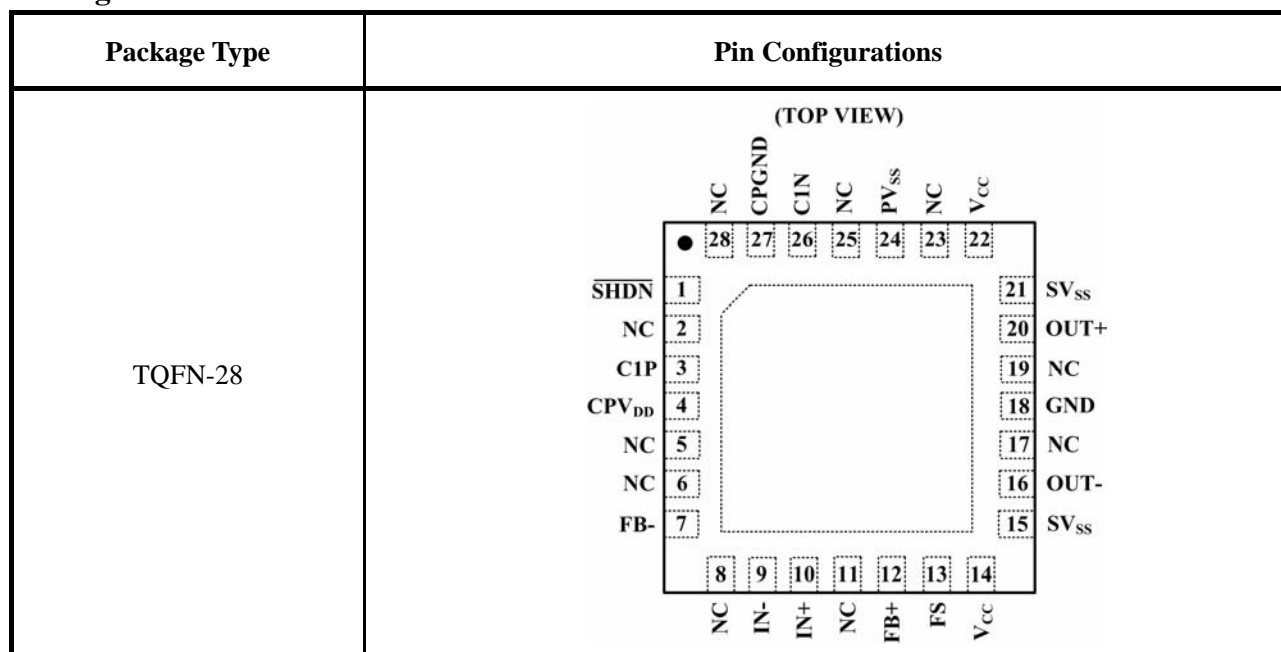 Package Type
Pin Configurations
TQFN-28
(TOP VIEW)
NC
CPGND
C1N
NC
PVSS
NC
VCC
28 27 26 25 24 23 22
SHDN 1
NC 2
C1P 3
CPVDD 4
NC 5
NC 6
FB- 7
21 SVSS
20 OUT+
19 NC
18 GND
17 NC
16 OUT-
15 SVSS
8 9 10 11 12 13 14
NC
IN-
IN+
NC
FB+
FS
VCC